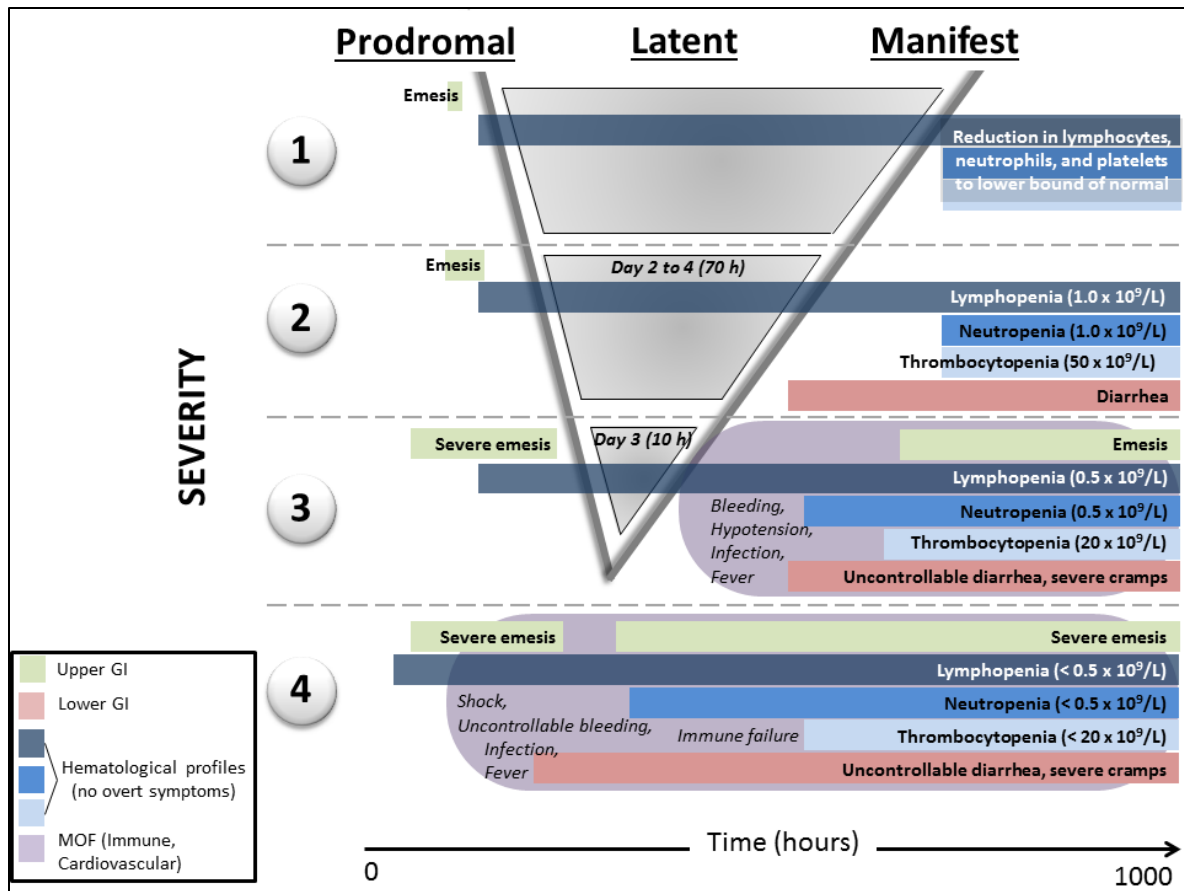 Prodromal
Latent
Manifest
SEVERITY
1
Emesis
Reduction in lymphocytes,
neutrophils, and platelets
to lower bound of normal
2
Emesis
Day 2 to 4 (70 h)
Lymphopenia (1.0 x 10⁹/L)
Neutropenia (1.0 x 10⁹/L)
Thrombocytopenia (50 x 10⁹/L)
Diarrhea
3
Severe emesis
Day 3 (10 h)
Emesis
Lymphopenia (0.5 x 10⁹/L)
Bleeding,
Hypotension,
Infection,
Fever
Neutropenia (0.5 x 10⁹/L)
Thrombocytopenia (20 x 10⁹/L)
Uncontrollable diarrhea, severe cramps
4
Severe emesis
Severe emesis
Lymphopenia (< 0.5 x 10⁹/L)
Shock,
Uncontrollable bleeding,
Infection,
Fever
Neutropenia (< 0.5 x 10⁹/L)
Immune failure
Thrombocytopenia (< 20 x 10⁹/L)
Uncontrollable diarrhea, severe cramps
Upper GI
Lower GI
Hematological profiles
(no overt symptoms)
MOF (Immune,
Cardiovascular)
Time (hours)
0
1000